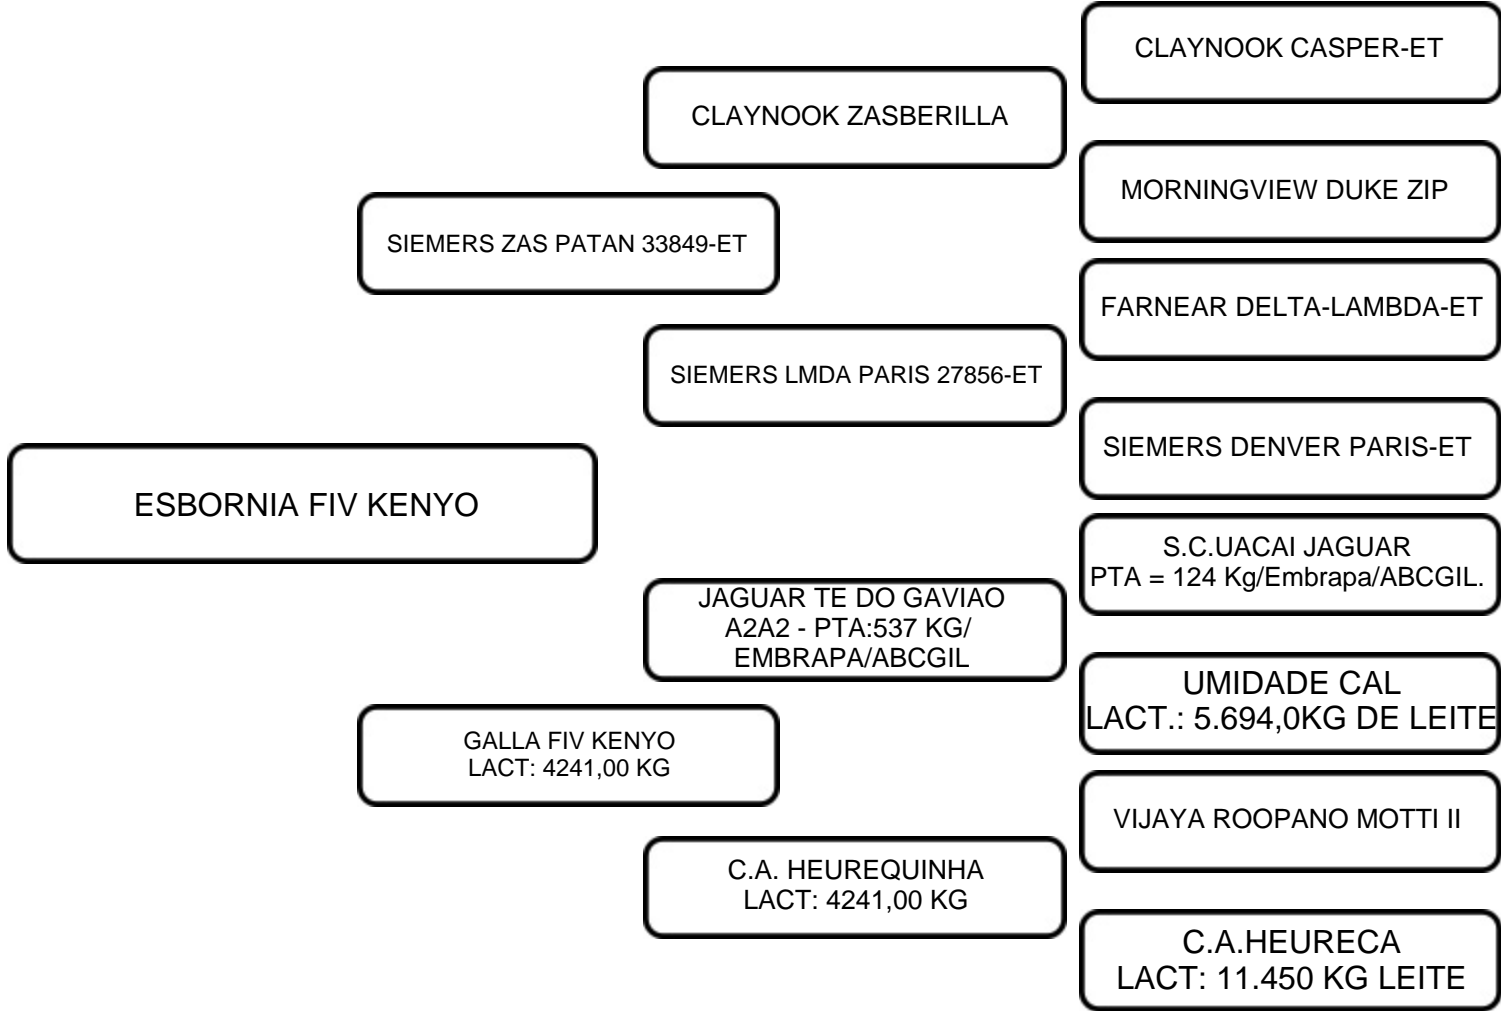 CLAYNOOK CASPER-ET
CLAYNOOK ZASBERILLA
MORNINGVIEW DUKE ZIP
SIEMERS ZAS PATAN 33849-ET
FARNEAR DELTA-LAMBDA-ET
SIEMERS LMDA PARIS 27856-ET
SIEMERS DENVER PARIS-ET
ESBORNIA FIV KENYO
S.C.UACAI JAGUAR
PTA = 124 Kg/Embrapa/ABCGIL.
JAGUAR TE DO GAVIAO
A2A2 - PTA:537 KG/
EMBRAPA/ABCGIL
UMIDADE CAL
LACT.: 5.694,0KG DE LEITE
GALLA FIV KENYO
LACT: 4241,00 KG
VIJAYA ROOPANO MOTTI II
C.A. HEUREQUINHA
LACT: 4241,00 KG
C.A.HEURECA
LACT: 11.450 KG LEITE